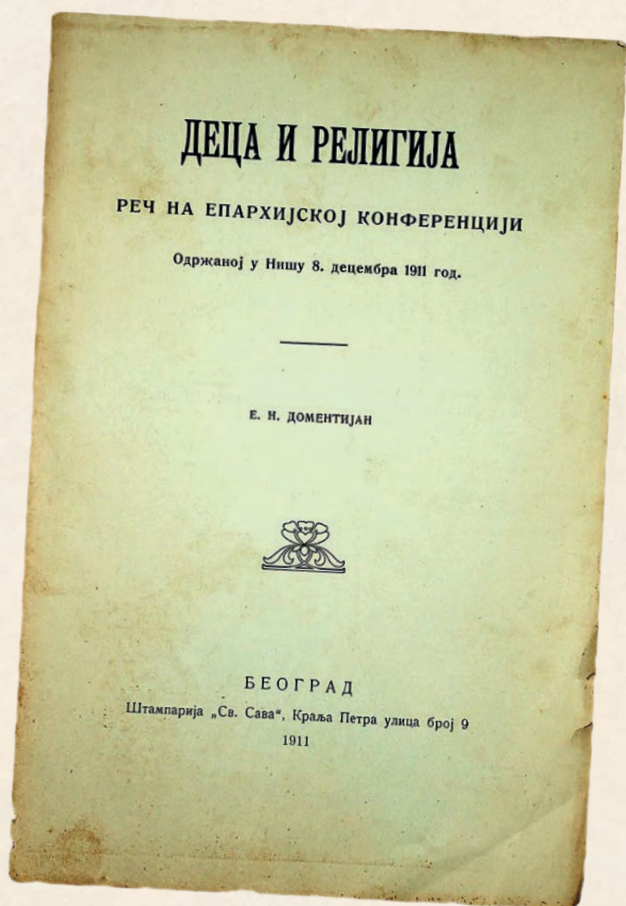 ДЕЦА И РЕЛИГИЈА
РЕЧ НА ЕПАРХИЈСКОЈ КОНФЕРЕНЦИЈИ
Одржаној у Нишу 8. децембра 1911 год.
Е. Н. ДОМЕНТИЈАН
БЕОГРАД
Штампарија „Св. Сава“, Краља Петра улица број 9
1911